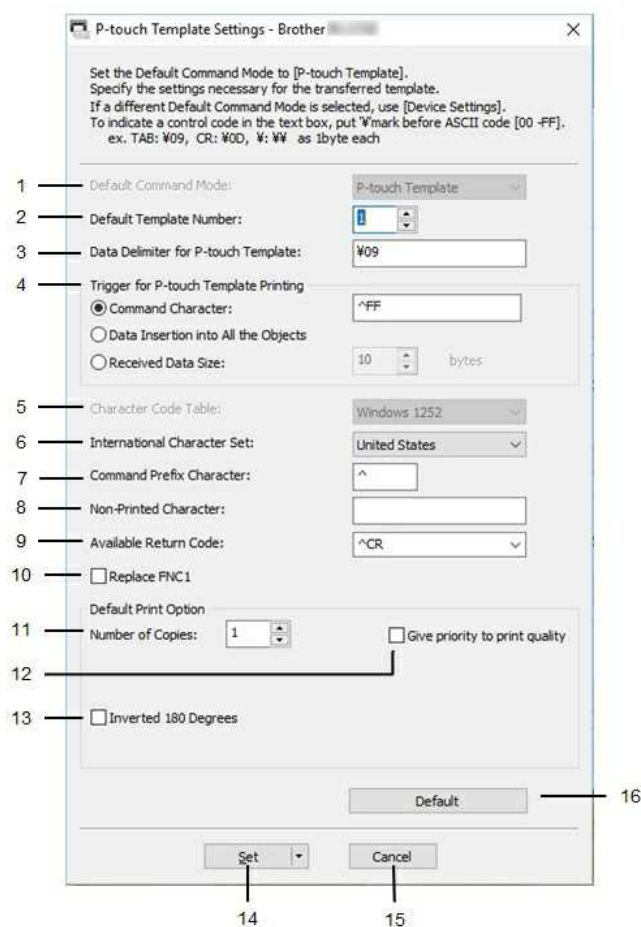 P-touch Template Settings - Brother
Set the Default Command Mode to [P-touch Template].
Specify the settings necessary for the transferred template.
If a different Default Command Mode is selected, use [Device Settings].
To indicate a control code in the text box, put '¥'mark before ASCII code [00 -FF].
ex. TAB: ¥09, CR: ¥0D, ¥: ¥¥ as 1byte each
1 Default Command Mode: P-touch Template
2 Default Template Number: 1
3 Data Delimiter for P-touch Template: ¥09
4 Trigger for P-touch Template Printing
Command Character: ^FF
Data Insertion into All the Objects
Received Data Size: 10 bytes
5 Character Code Table: Windows 1252
6 International Character Set: United States
7 Command Prefix Character: ^
8 Non-Printed Character:
9 Available Return Code: ^CR
10 Replace FNC1
Default Print Option
11 Number of Copies: 1 Give priority to print quality
12
13 Inverted 180 Degrees
Default 16
Set Cancel
14 15